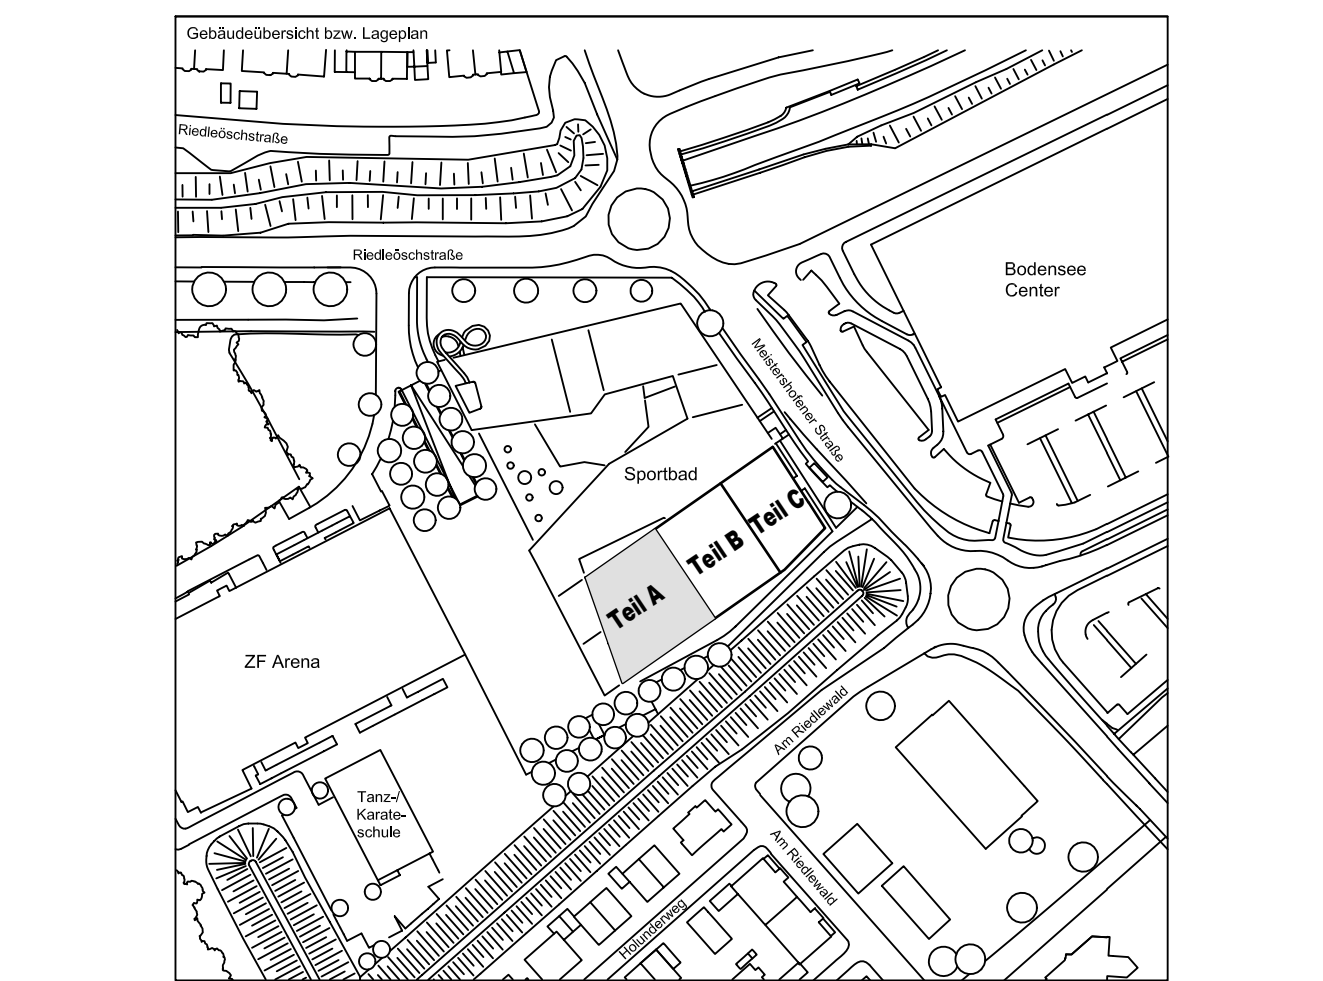 Gebäudeübersicht bzw. Lageplan
Riedleöschstraße
Riedleöschstraße
Bodensee
Center
Meistershofener Straße
Sportbad
Teil C
Teil B
Teil A
ZF Arena
Am Riedlewald
Tanz-/
Karate-
schule
Am Riedlewald
Holunderweg